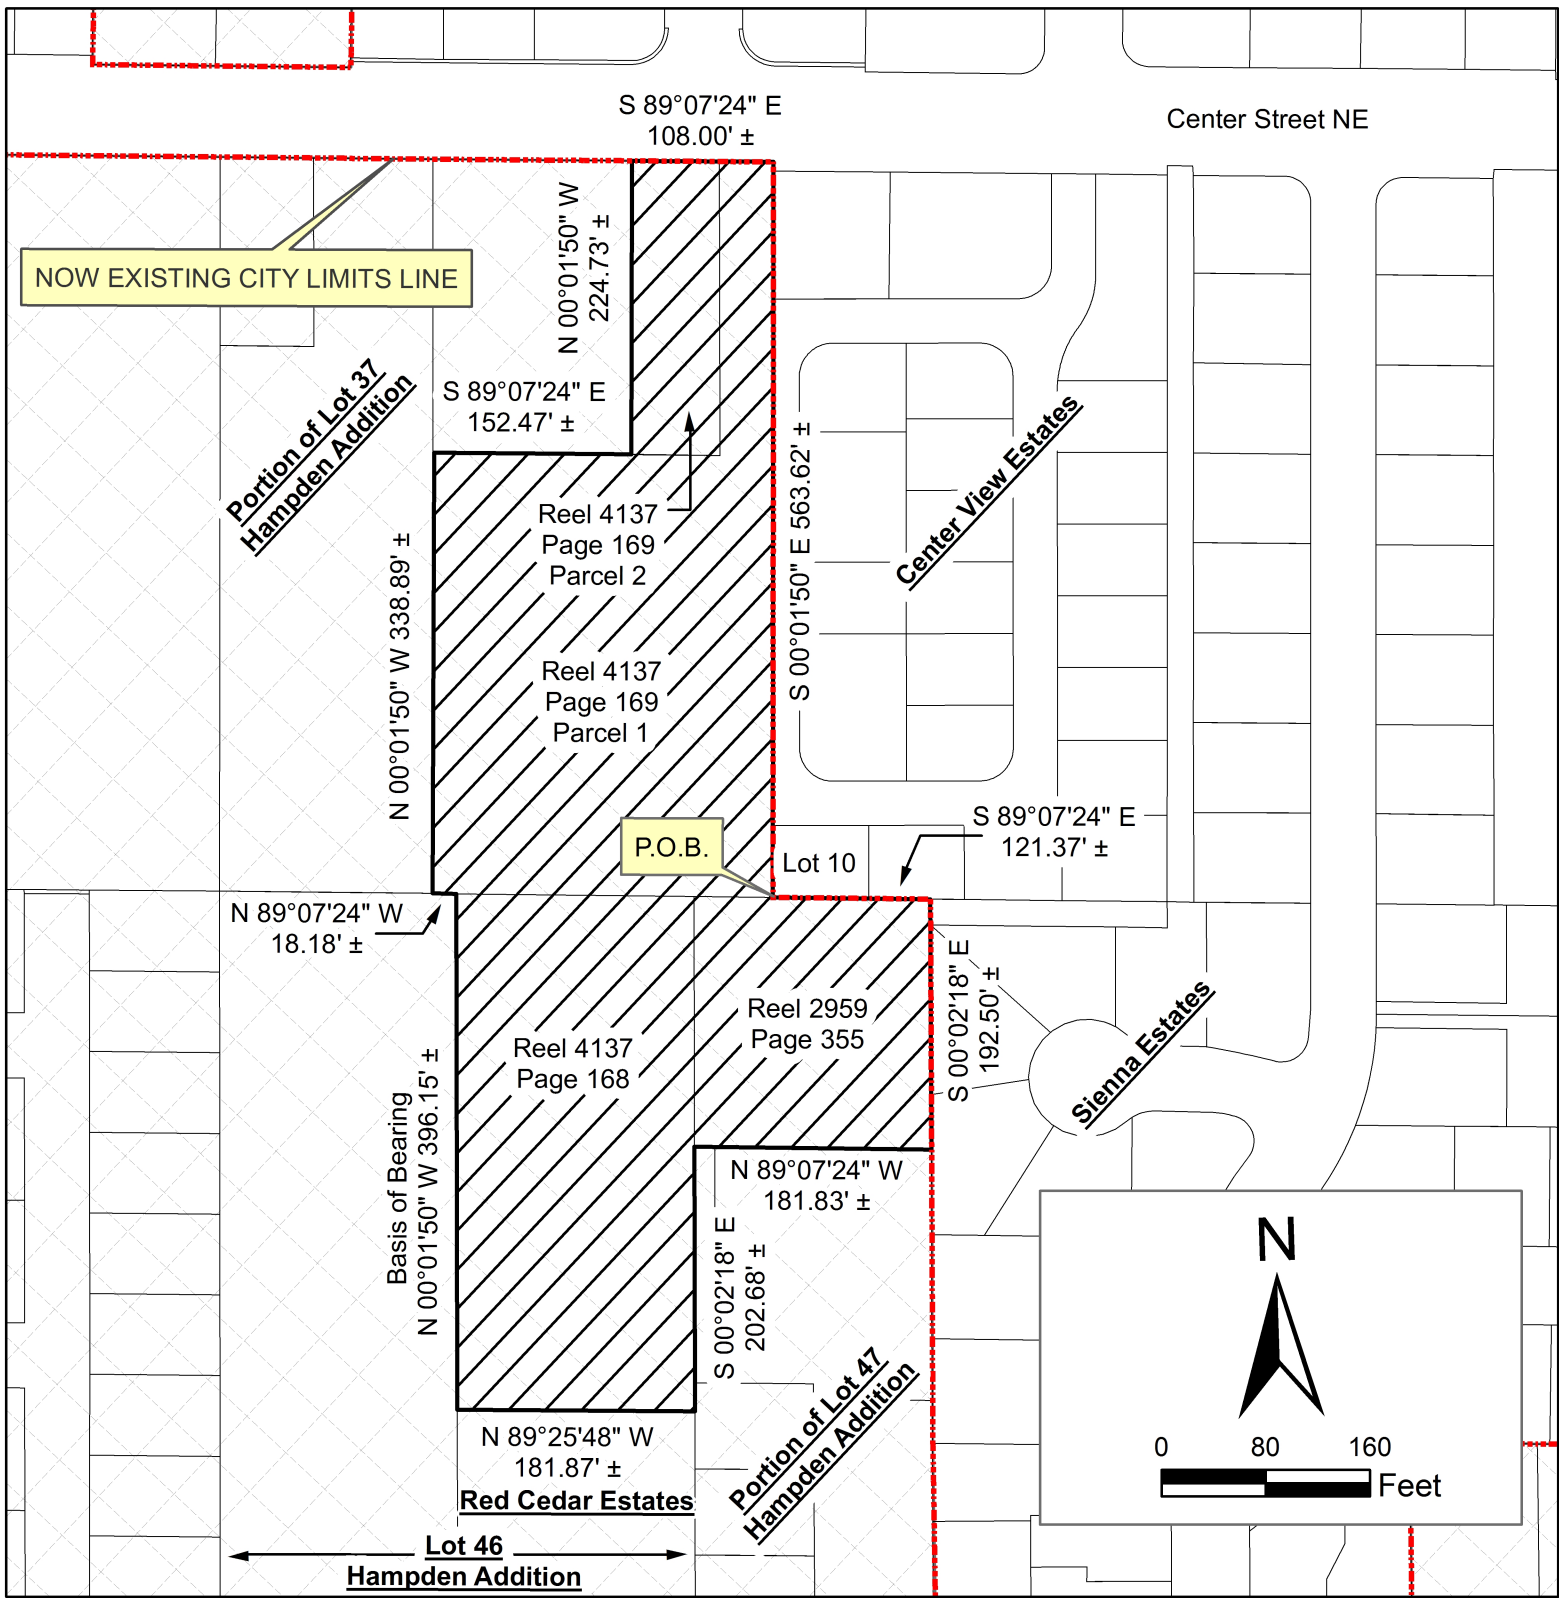 S 89°07'24" E
108.00' ±
Center Street NE
N 00°01'50" W
224.73' ±
NOW EXISTING CITY LIMITS LINE
S 89°07'24" E
152.47' ±
Portion of Lot 37
Hampden Addition
Center View Estates
S 00°01'50" E 563.62' ±
Reel 4137
Page 169
Parcel 2
N 00°01'50" W 338.89' ±
Reel 4137
Page 169
Parcel 1
P.O.B.
Lot 10
S 89°07'24" E
121.37' ±
N 89°07'24" W
18.18' ±
S 00°02'18" E
192.50' ±
Reel 2959
Page 355
Reel 4137
Page 168
Sienna Estates
Basis of Bearing
N 00°01'50" W 396.15' ±
N 89°07'24" W
181.83' ±
S 00°02'18" E
202.68' ±
N
Portion of Lot 47
Hampden Addition
N 89°25'48" W
181.87' ±
Red Cedar Estates
0 80 160
Feet
Lot 46
Hampden Addition